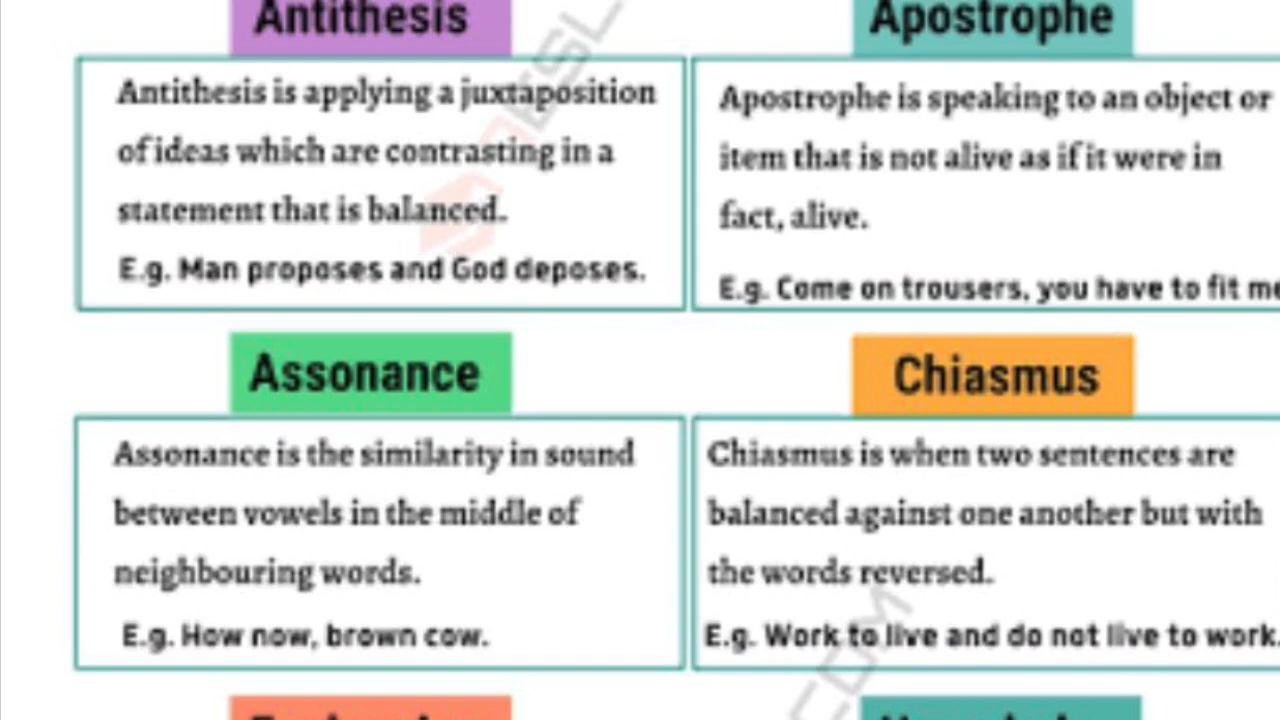 Antithesis
Antithesis is applying a juxtaposition
of ideas which are contrasting in a
statement that is balanced.
E.g. Man proposes and God deposes.
Apostrophe
Apostrophe is speaking to an object or
item that is not alive as if it were in
fact, alive.
E.g. Come on trousers, you have to fit me
Assonance
Assonance is the similarity in sound
between vowels in the middle of
neighbouring words.
E.g. How now, brown cow.
Chiasmus
Chiasmus is when two sentences are
balanced against one another but with
the words reversed.
E.g. Work to live and do not live to work.